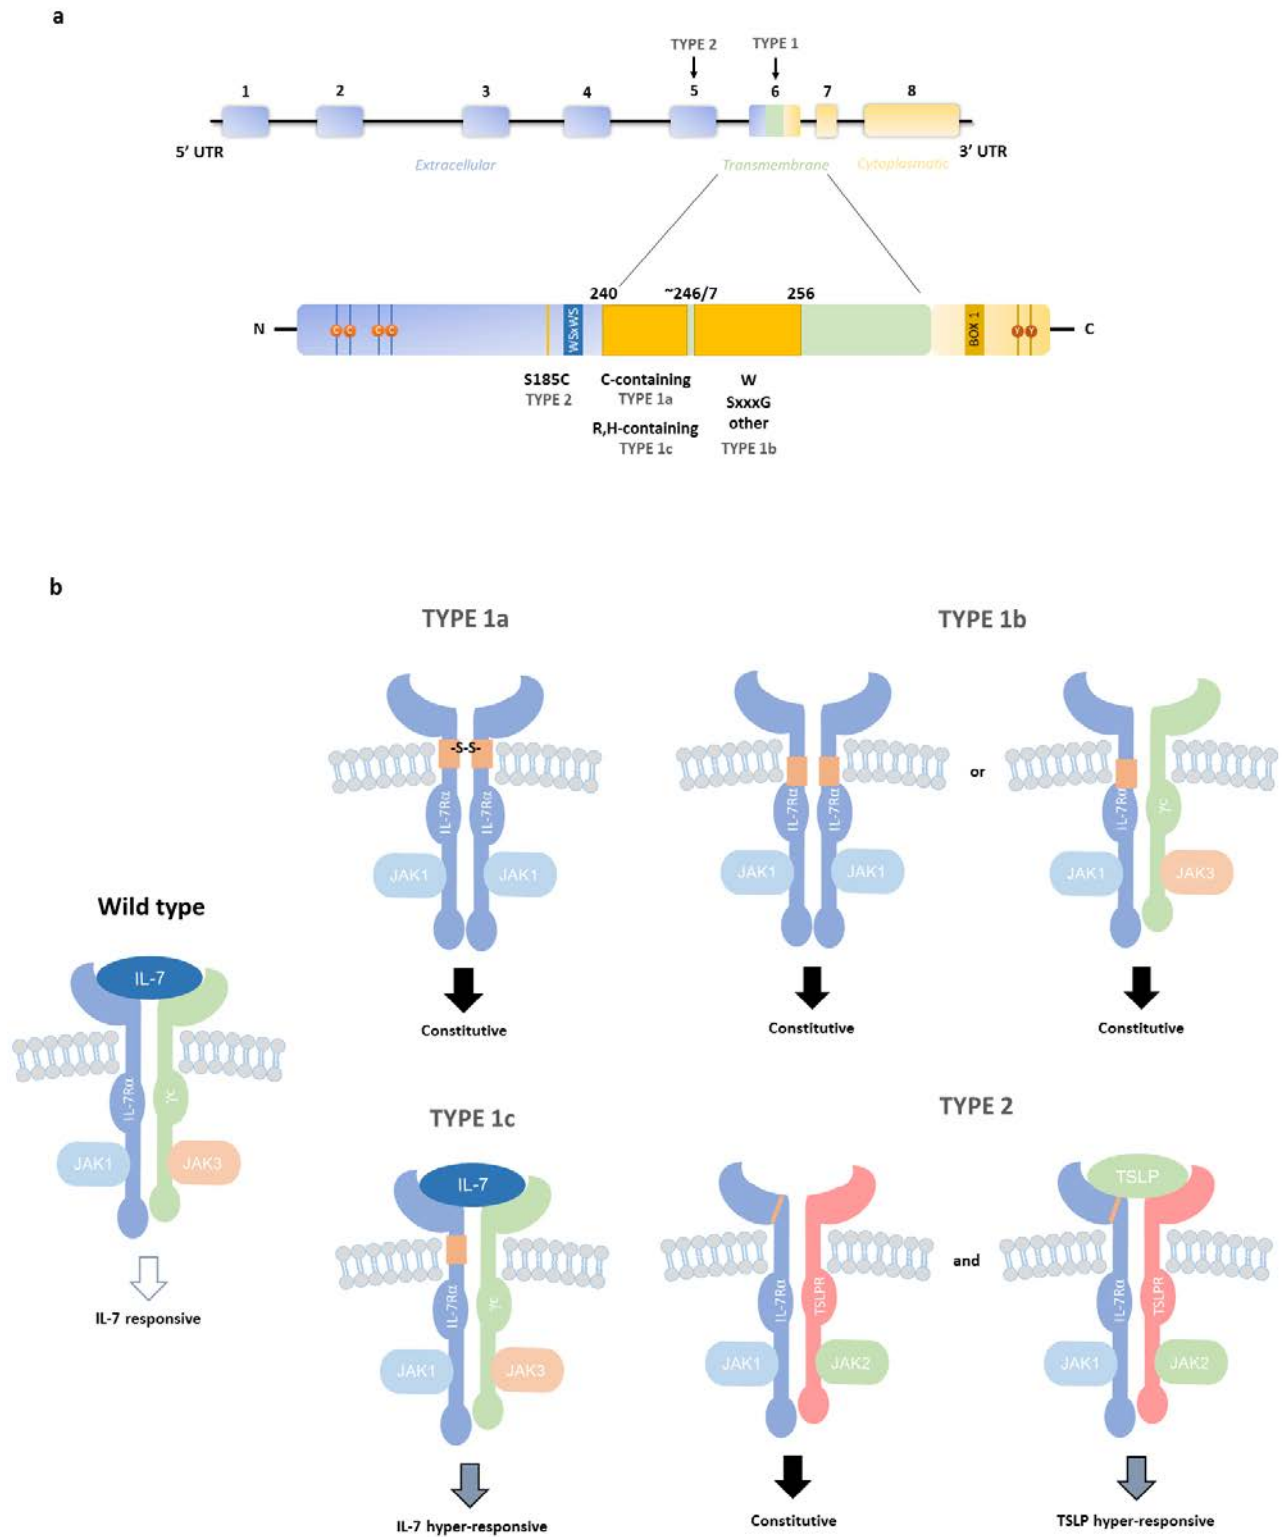 a
TYPE 2 TYPE 1
1 2 3 4 5 6 7 8
5' UTR 3' UTR
Extracellular Transmembrane Cytoplasmatic
240 ~246/7 256
N C C C C WSxWS BOX 1 Y Y C
S185C C-containing W
TYPE 2 TYPE 1a SxxxG
R,H-containing other
TYPE 1c TYPE 1b
b
TYPE 1a TYPE 1b
-S-S-
or
IL-7Rα IL-7Rα IL-7Rα IL-7Rα IL-7Rα γc
JAK1 JAK1 JAK1 JAK1 JAK1 JAK3
Constitutive Constitutive Constitutive
Wild type
IL-7
IL-7Rα γc
JAK1 JAK3
IL-7 responsive
TYPE 1c TYPE 2
IL-7 TSLP
and
IL-7Rα γc IL-7Rα TSLPR IL-7Rα TSLPR
JAK1 JAK3 JAK1 JAK2 JAK1 JAK2
IL-7 hyper-responsive Constitutive TSLP hyper-responsive